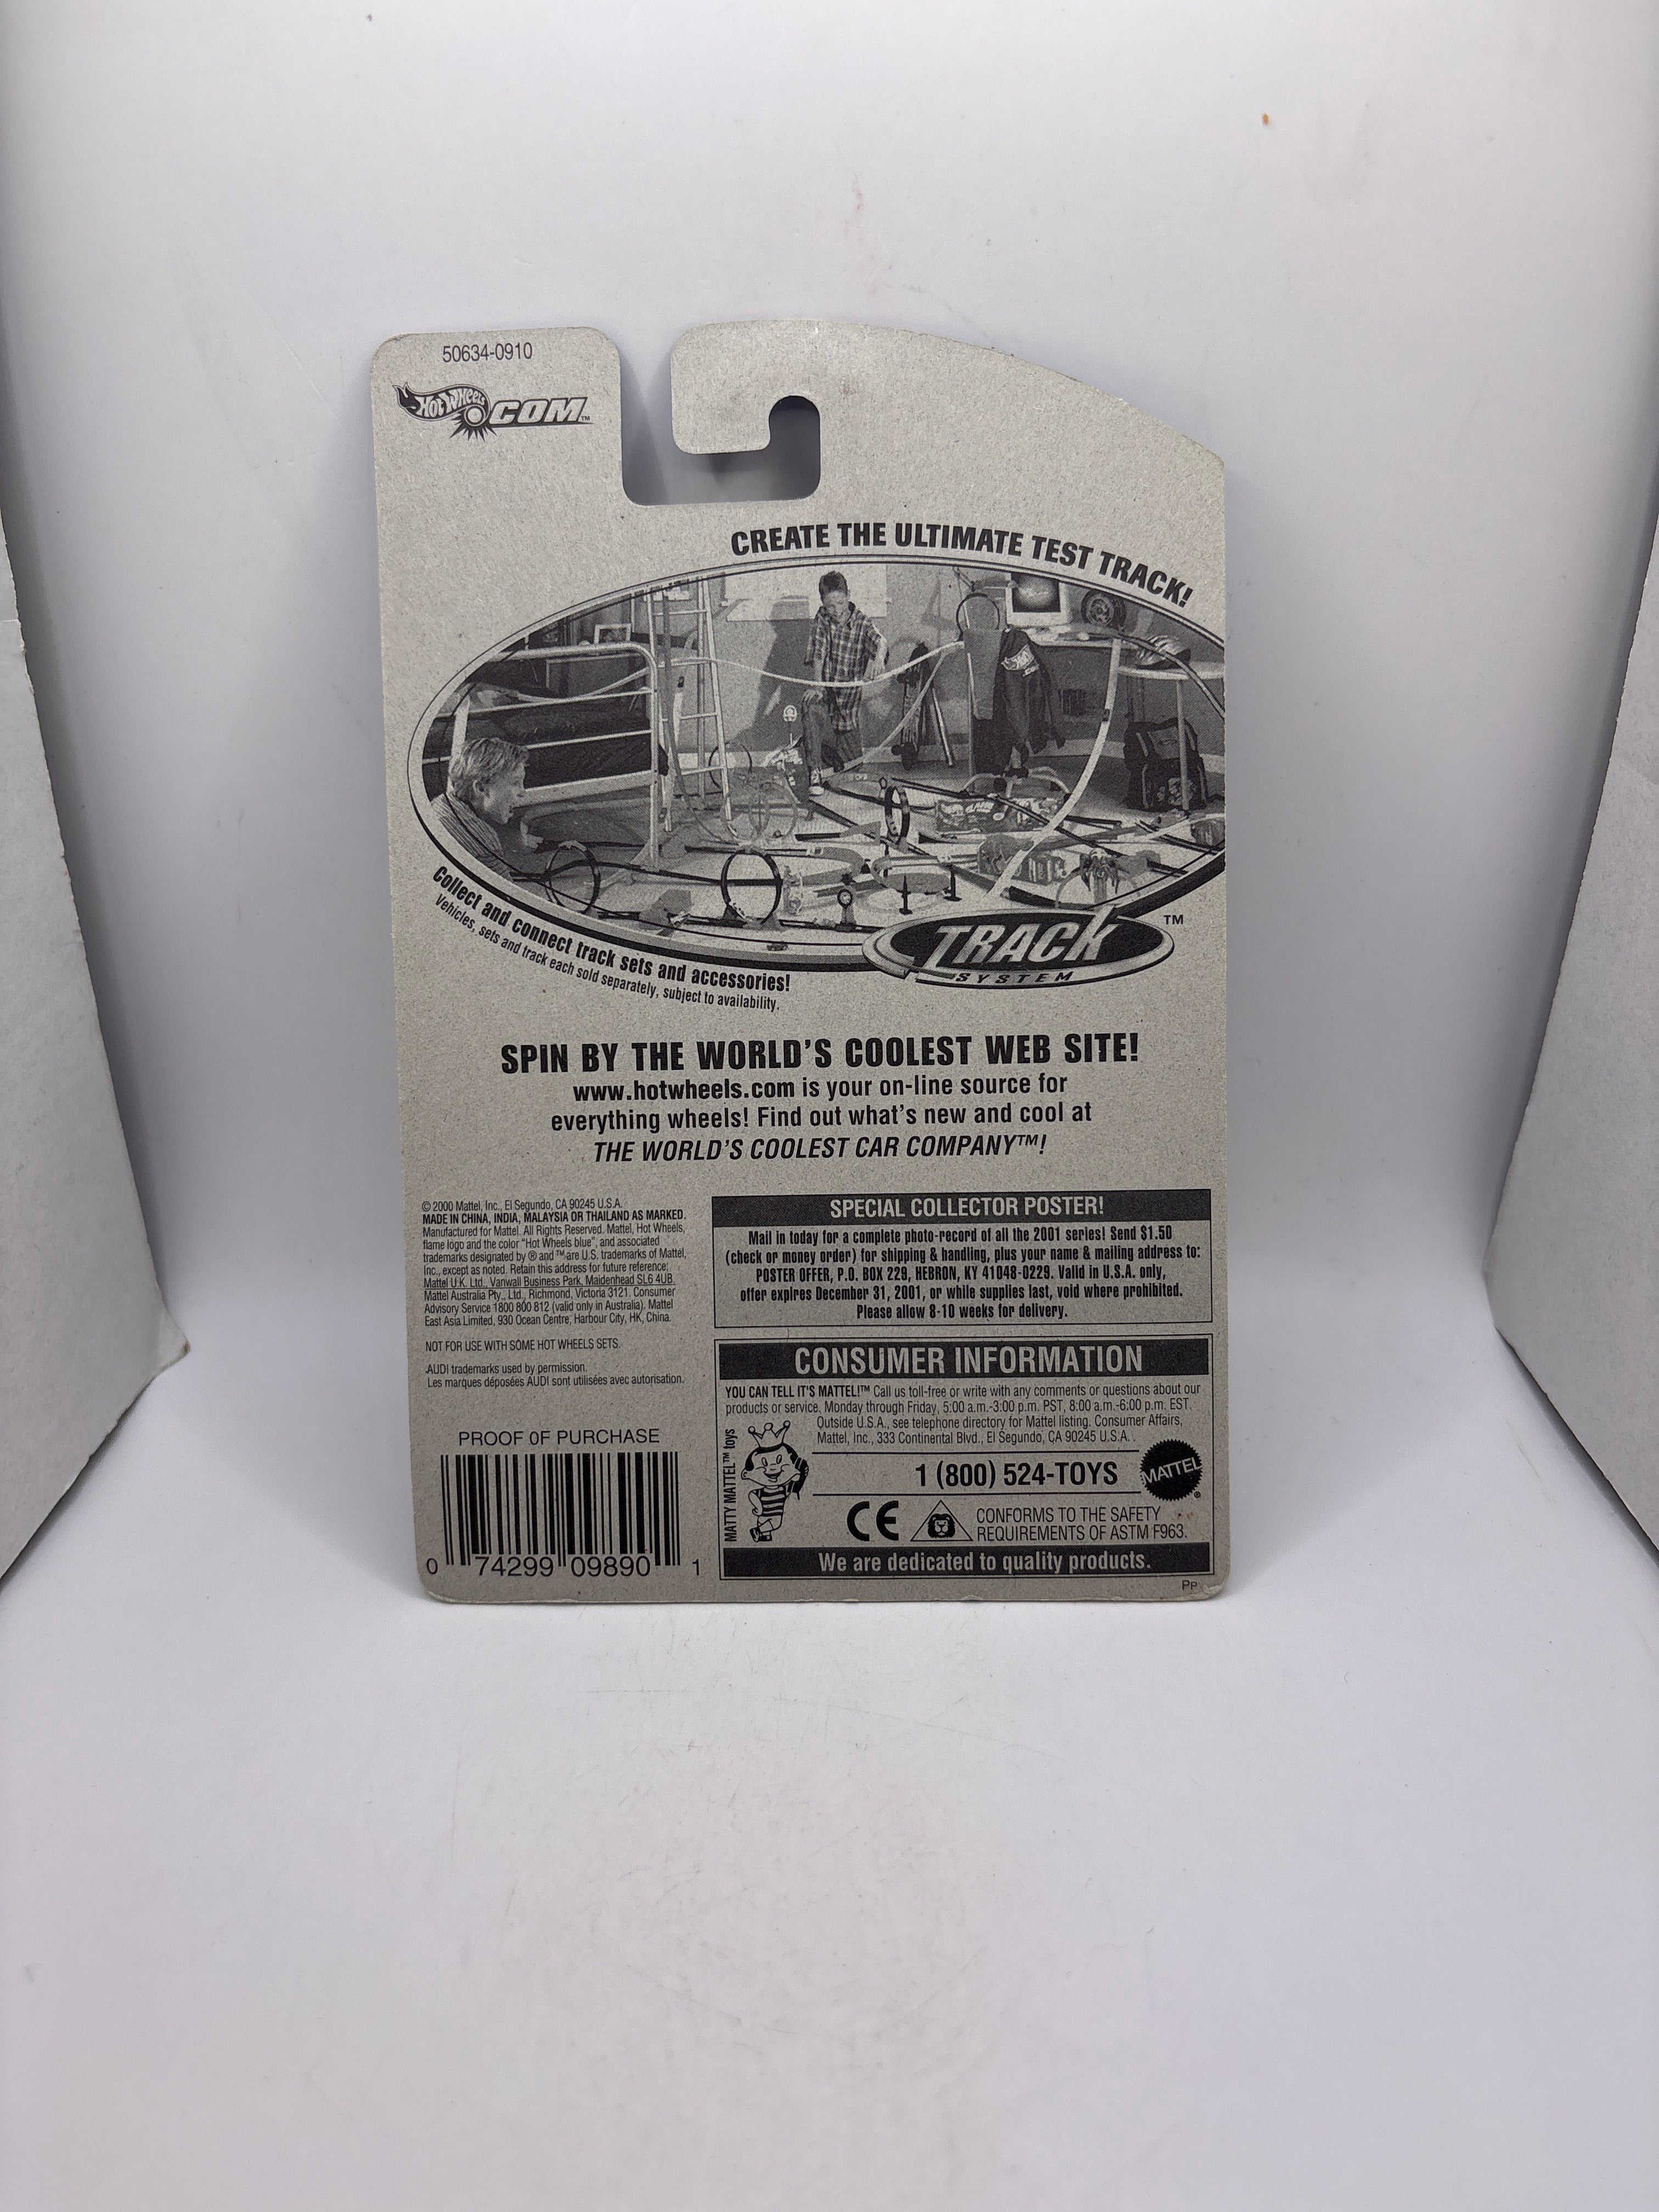 50634-0910
Hot Wheels .COM™
CREATE THE ULTIMATE TEST TRACK!
Collect and connect track sets and accessories!
Vehicles, sets and track each sold separately, subject to availability.
TRACK™
SYSTEM
SPIN BY THE WORLD'S COOLEST WEB SITE!
www.hotwheels.com is your on-line source for
everything wheels! Find out what's new and cool at
THE WORLD'S COOLEST CAR COMPANY™!
© 2000 Mattel, Inc., El Segundo, CA 90245 U.S.A.
MADE IN CHINA, INDIA, MALAYSIA OR THAILAND AS MARKED.
Manufactured for Mattel. All Rights Reserved. Mattel, Hot Wheels,
flame logo and the color "Hot Wheels blue", and associated
trademarks designated by ® and ™ are U.S. trademarks of Mattel,
Inc., except as noted. Retain this address for future reference:
Mattel U.K. Ltd., Vanwall Business Park, Maidenhead SL6 4UB.
Mattel Australia Pty., Ltd., Richmond, Victoria 3121. Consumer
Advisory Service 1800 800 812 (valid only in Australia). Mattel
East Asia Limited, 930 Ocean Centre, Harbour City, HK, China.
NOT FOR USE WITH SOME HOT WHEELS SETS.
AUDI trademarks used by permission.
Les marques déposées AUDI sont utilisées avec autorisation.
PROOF OF PURCHASE
0 74299 09890 1
SPECIAL COLLECTOR POSTER!
Mail in today for a complete photo-record of all the 2001 series! Send $1.50
(check or money order) for shipping & handling, plus your name & mailing address to:
POSTER OFFER, P.O. BOX 229, HEBRON, KY 41048-0229. Valid in U.S.A. only,
offer expires December 31, 2001, or while supplies last, void where prohibited.
Please allow 8-10 weeks for delivery.
CONSUMER INFORMATION
YOU CAN TELL IT'S MATTEL!™ Call us toll-free or write with any comments or questions about our
products or service. Monday through Friday, 5:00 a.m.-3:00 p.m. PST, 8:00 a.m.-6:00 p.m. EST.
Outside U.S.A., see telephone directory for Mattel listing. Consumer Affairs,
Mattel, Inc., 333 Continental Blvd., El Segundo, CA 90245 U.S.A.
MATTY MATTEL™ toys
1 (800) 524-TOYS
MATTEL®
CE
CONFORMS TO THE SAFETY
REQUIREMENTS OF ASTM F963.
We are dedicated to quality products.
PP